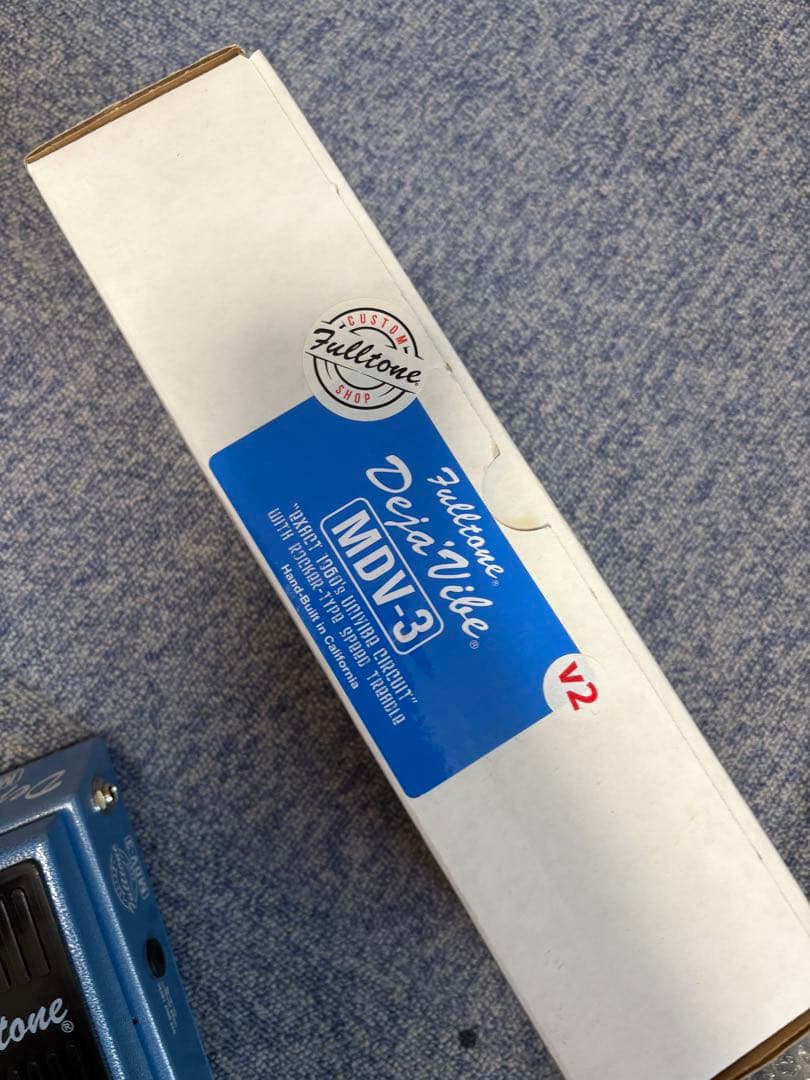 CUSTOM
Fulltone®
SHOP
Fulltone®
Deja'Vibe®
MDV-3
"EXACT 1960's UNIVIBE CIRCUIT"
WITH ROCKER-TYPE SPEED TREADLE
Hand-Built in California
v2
tone®